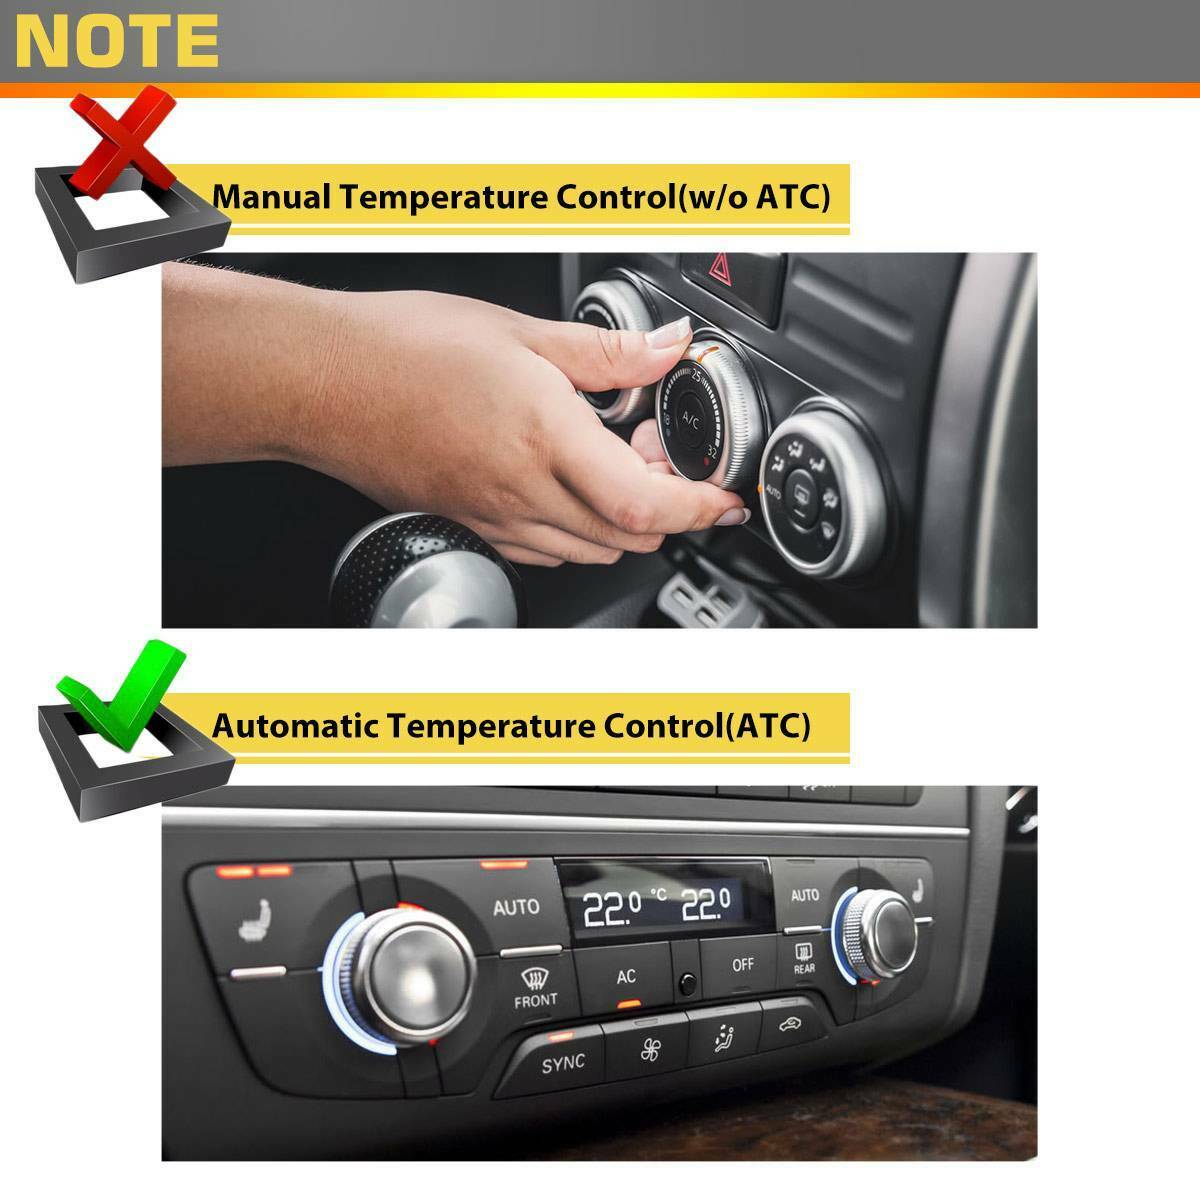 NOTE
Manual Temperature Control(w/o ATC)
25
A/C
32
AUTO
Automatic Temperature Control(ATC)
AUTO
22.0 °C 22.0
AUTO
FRONT
AC
OFF
REAR
SYNC